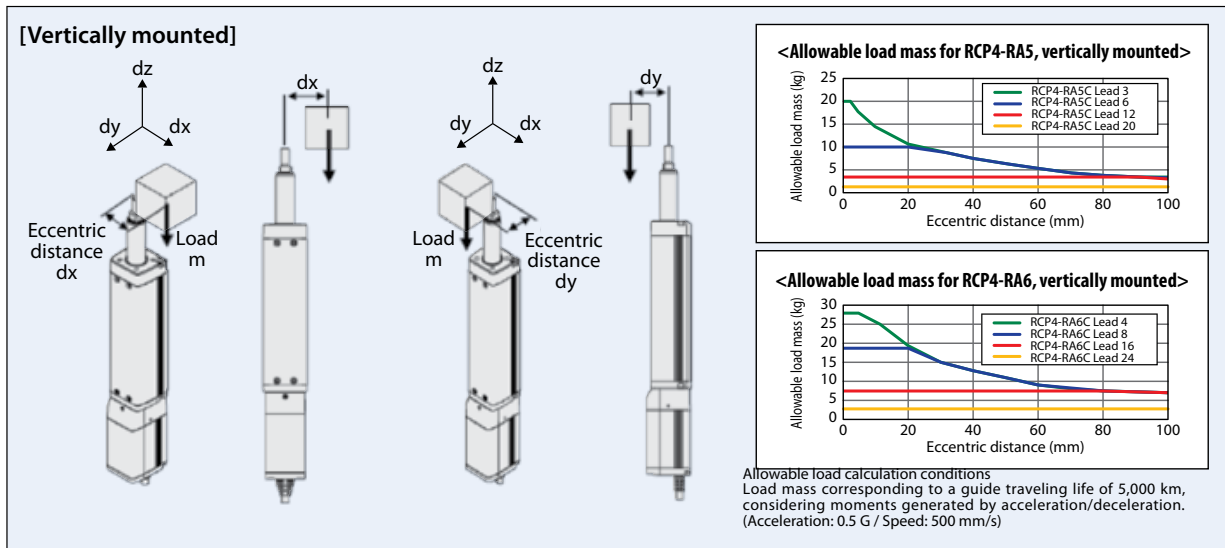 [Vertically mounted]
dz
dy
dx
Eccentric
distance
dx
Load
m
dx
dz
dy
dx
Load
m
Eccentric
distance
dy
dy
<Allowable load mass for RCP4-RA5, vertically mounted>
Allowable load mass (kg)
25
20
15
10
5
0
RCP4-RA5C Lead 3
RCP4-RA5C Lead 6
RCP4-RA5C Lead 12
RCP4-RA5C Lead 20
0 20 40 60 80 100
Eccentric distance (mm)
<Allowable load mass for RCP4-RA6, vertically mounted>
Allowable load mass (kg)
30
25
20
15
10
5
0
RCP4-RA6C Lead 4
RCP4-RA6C Lead 8
RCP4-RA6C Lead 16
RCP4-RA6C Lead 24
0 20 40 60 80 100
Eccentric distance (mm)
Allowable load calculation conditions
Load mass corresponding to a guide traveling life of 5,000 km,
considering moments generated by acceleration/deceleration.
(Acceleration: 0.5 G / Speed: 500 mm/s)